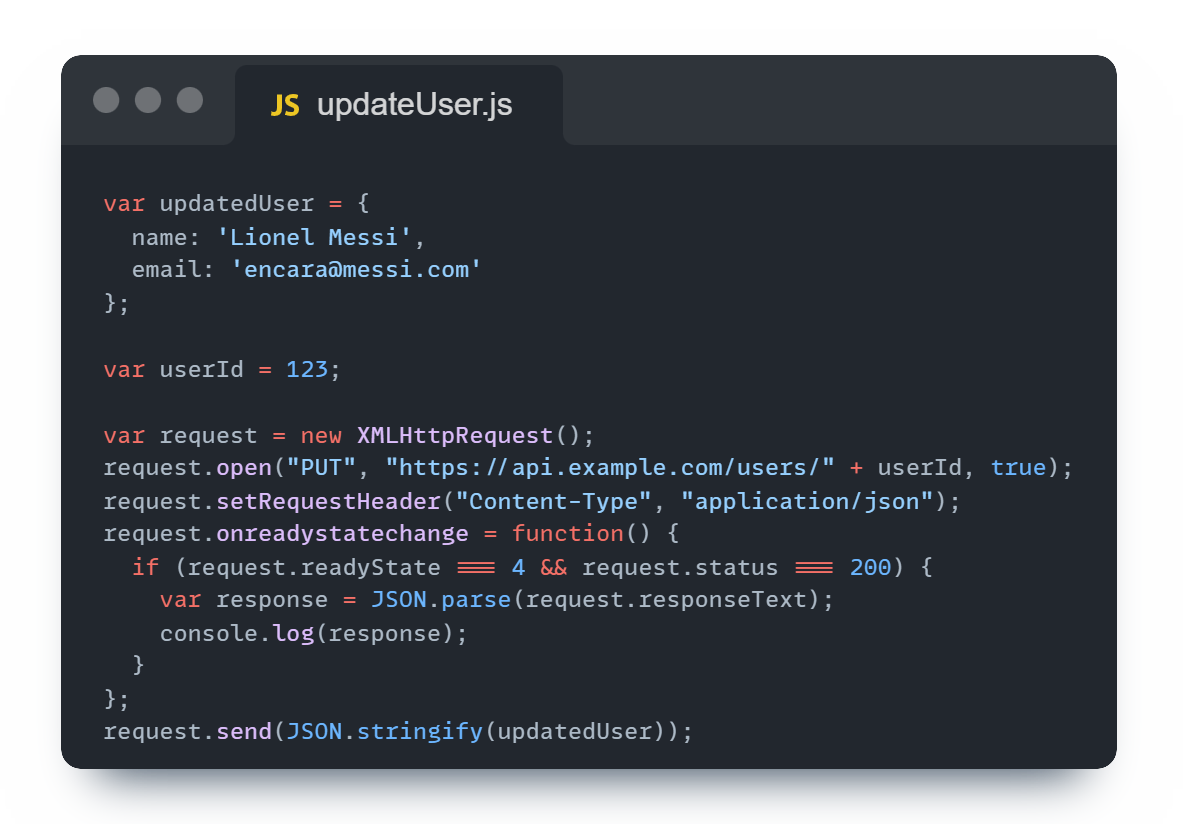 JS updateUser.js
var updatedUser = {
  name: 'Lionel Messi',
  email: 'encara@messi.com'
};

var userId = 123;

var request = new XMLHttpRequest();
request.open("PUT", "https://api.example.com/users/" + userId, true);
request.setRequestHeader("Content-Type", "application/json");
request.onreadystatechange = function() {
  if (request.readyState === 4 && request.status === 200) {
    var response = JSON.parse(request.responseText);
    console.log(response);
  }
};
request.send(JSON.stringify(updatedUser));